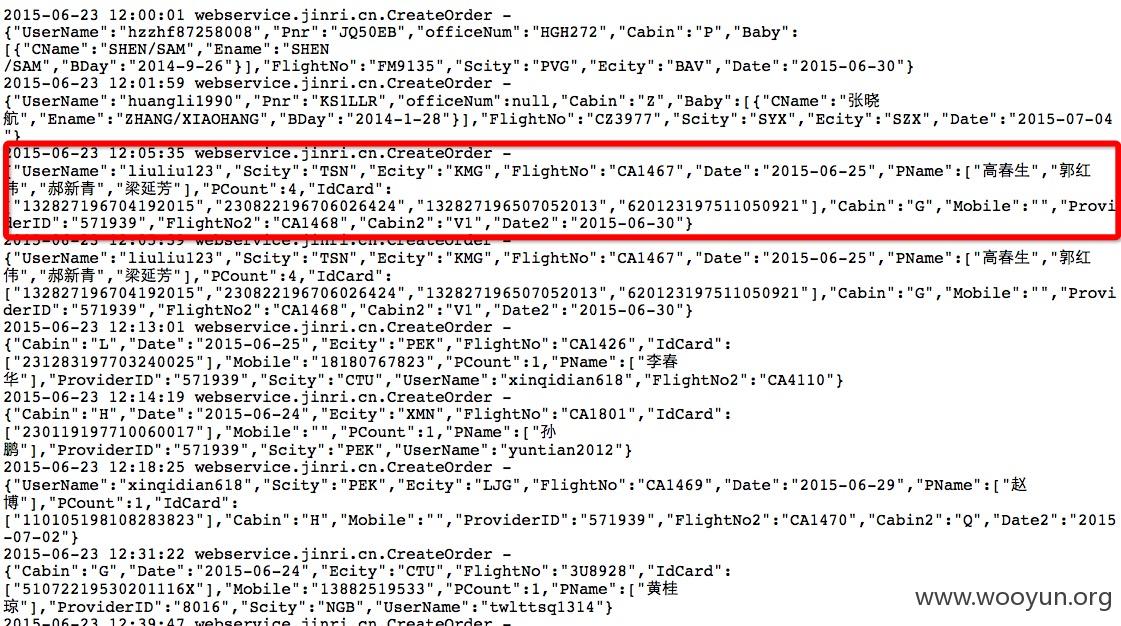 2015-06-23 12:00:01 webservice.jinri.cn.CreateOrder -
{"UserName":"hzzhf87258008","Pnr":"JQ50EB","officeNum":"HGH272","Cabin":"P","Baby":
[{"CName":"SHEN/SAM","Ename":"SHEN
/SAM","BDay":"2014-9-26"}],"FlightNo":"FM9135","Scity":"PVG","Ecity":"BAV","Date":"2015-06-30"}
2015-06-23 12:01:59 webservice.jinri.cn.CreateOrder -
{"UserName":"huangli1990","Pnr":"KS1LLR","officeNum":null,"Cabin":"Z","Baby":[{"CName":"张晓
航","Ename":"ZHANG/XIAOHANG","BDay":"2014-1-28"}],"FlightNo":"CZ3977","Scity":"SYX","Ecity":"SZX","Date":"2015-07-04
"}
2015-06-23 12:05:35 webservice.jinri.cn.CreateOrder -
{"UserName":"liuliu123","Scity":"TSN","Ecity":"KMG","FlightNo":"CA1467","Date":"2015-06-25","PName":["高春生","郭红
伟","郝新青","梁延芳"],"PCount":4,"IdCard":
["132827196704192015","230822196706026424","132827196507052013","620123197511050921"],"Cabin":"G","Mobile":"","Provi
derID":"571939","FlightNo2":"CA1468","Cabin2":"V1","Date2":"2015-06-30"}
2015-06-23 12:05:39 webservice.jinri.cn.CreateOrder -
{"UserName":"liuliu123","Scity":"TSN","Ecity":"KMG","FlightNo":"CA1467","Date":"2015-06-25","PName":["高春生","郭红
伟","郝新青","梁延芳"],"PCount":4,"IdCard":
["132827196704192015","230822196706026424","132827196507052013","620123197511050921"],"Cabin":"G","Mobile":"","Provi
derID":"571939","FlightNo2":"CA1468","Cabin2":"V1","Date2":"2015-06-30"}
2015-06-23 12:13:01 webservice.jinri.cn.CreateOrder -
{"Cabin":"L","Date":"2015-06-25","Ecity":"PEK","FlightNo":"CA1426","IdCard":
["231283197703240025"],"Mobile":"18180767823","PCount":1,"PName":["李春
华"],"ProviderID":"571939","Scity":"CTU","UserName":"xinqidian618","FlightNo2":"CA4110"}
2015-06-23 12:14:19 webservice.jinri.cn.CreateOrder -
{"Cabin":"H","Date":"2015-06-24","Ecity":"XMN","FlightNo":"CA1801","IdCard":
["230119197710060017"],"Mobile":"","PCount":1,"PName":["孙
鹏"],"ProviderID":"571939","Scity":"PEK","UserName":"yuntian2012"}
2015-06-23 12:18:25 webservice.jinri.cn.CreateOrder -
{"UserName":"xinqidian618","Scity":"PEK","Ecity":"LJG","FlightNo":"CA1469","Date":"2015-06-29","PName":["赵
博"],"PCount":1,"IdCard":
["110105198108283823"],"Cabin":"H","Mobile":"","ProviderID":"571939","FlightNo2":"CA1470","Cabin2":"Q","Date2":"2015
-07-02"}
2015-06-23 12:31:22 webservice.jinri.cn.CreateOrder -
{"Cabin":"G","Date":"2015-06-24","Ecity":"CTU","FlightNo":"3U8928","IdCard":
["51072219530201116X"],"Mobile":"13882519533","PCount":1,"PName":["黄桂
琼"],"ProviderID":"8016","Scity":"NGB","UserName":"twlttsq1314"}
2015-06-23 12:39:47 webservice.jinri.cn.CreateOrder -
www.wooyun.org